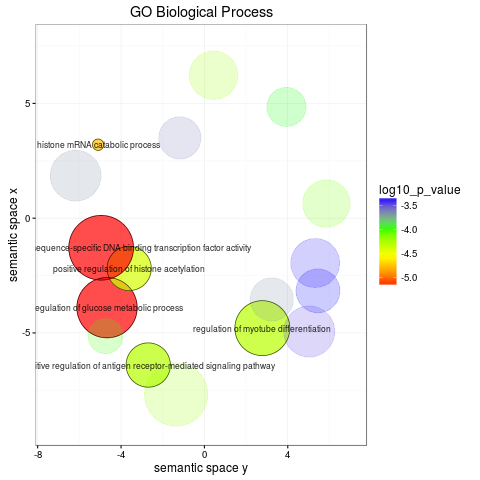 GO Biological Process
semantic space x
5
0
-5
histone mRNA catabolic process
equence-specific DNA binding transcription factor activity
positive regulation of histone acetylation
egulation of glucose metabolic process
regulation of myotube differentiation
itive regulation of antigen receptor-mediated signaling pathway
-8
-4
0
4
semantic space y
log10_p_value
-3.5
-4.0
-4.5
-5.0